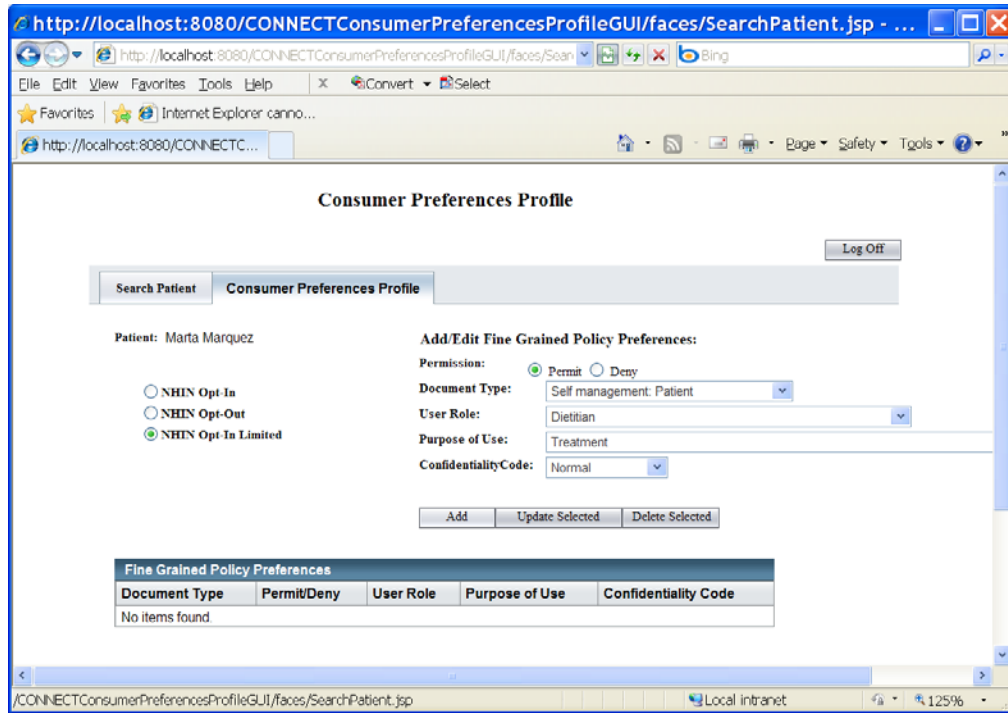 http://localhost:8080/CONNECTConsumerPreferencesProfileGUI/faces/SearchPatient.jsp - ...
http://localhost:8080/CONNECTConsumerPreferencesProfileGUI/faces/Sear
Bing
File Edit View Favorites Tools Help x Convert Select
Favorites Internet Explorer canno...
http://localhost:8080/CONNECTC... Page Safety Tools »
Consumer Preferences Profile
Log Off
Search Patient Consumer Preferences Profile
Patient: Marta Marquez
Add/Edit Fine Grained Policy Preferences:
Permission: Permit Deny
NHIN Opt-In
Document Type: Self management: Patient
NHIN Opt-Out
User Role: Dietitian
NHIN Opt-In Limited
Purpose of Use: Treatment
ConfidentialityCode: Normal
Add Update Selected Delete Selected
Fine Grained Policy Preferences
Document Type Permit/Deny User Role Purpose of Use Confidentiality Code
No items found.
/CONNECTConsumerPreferencesProfileGUI/faces/SearchPatient.jsp Local intranet 125%